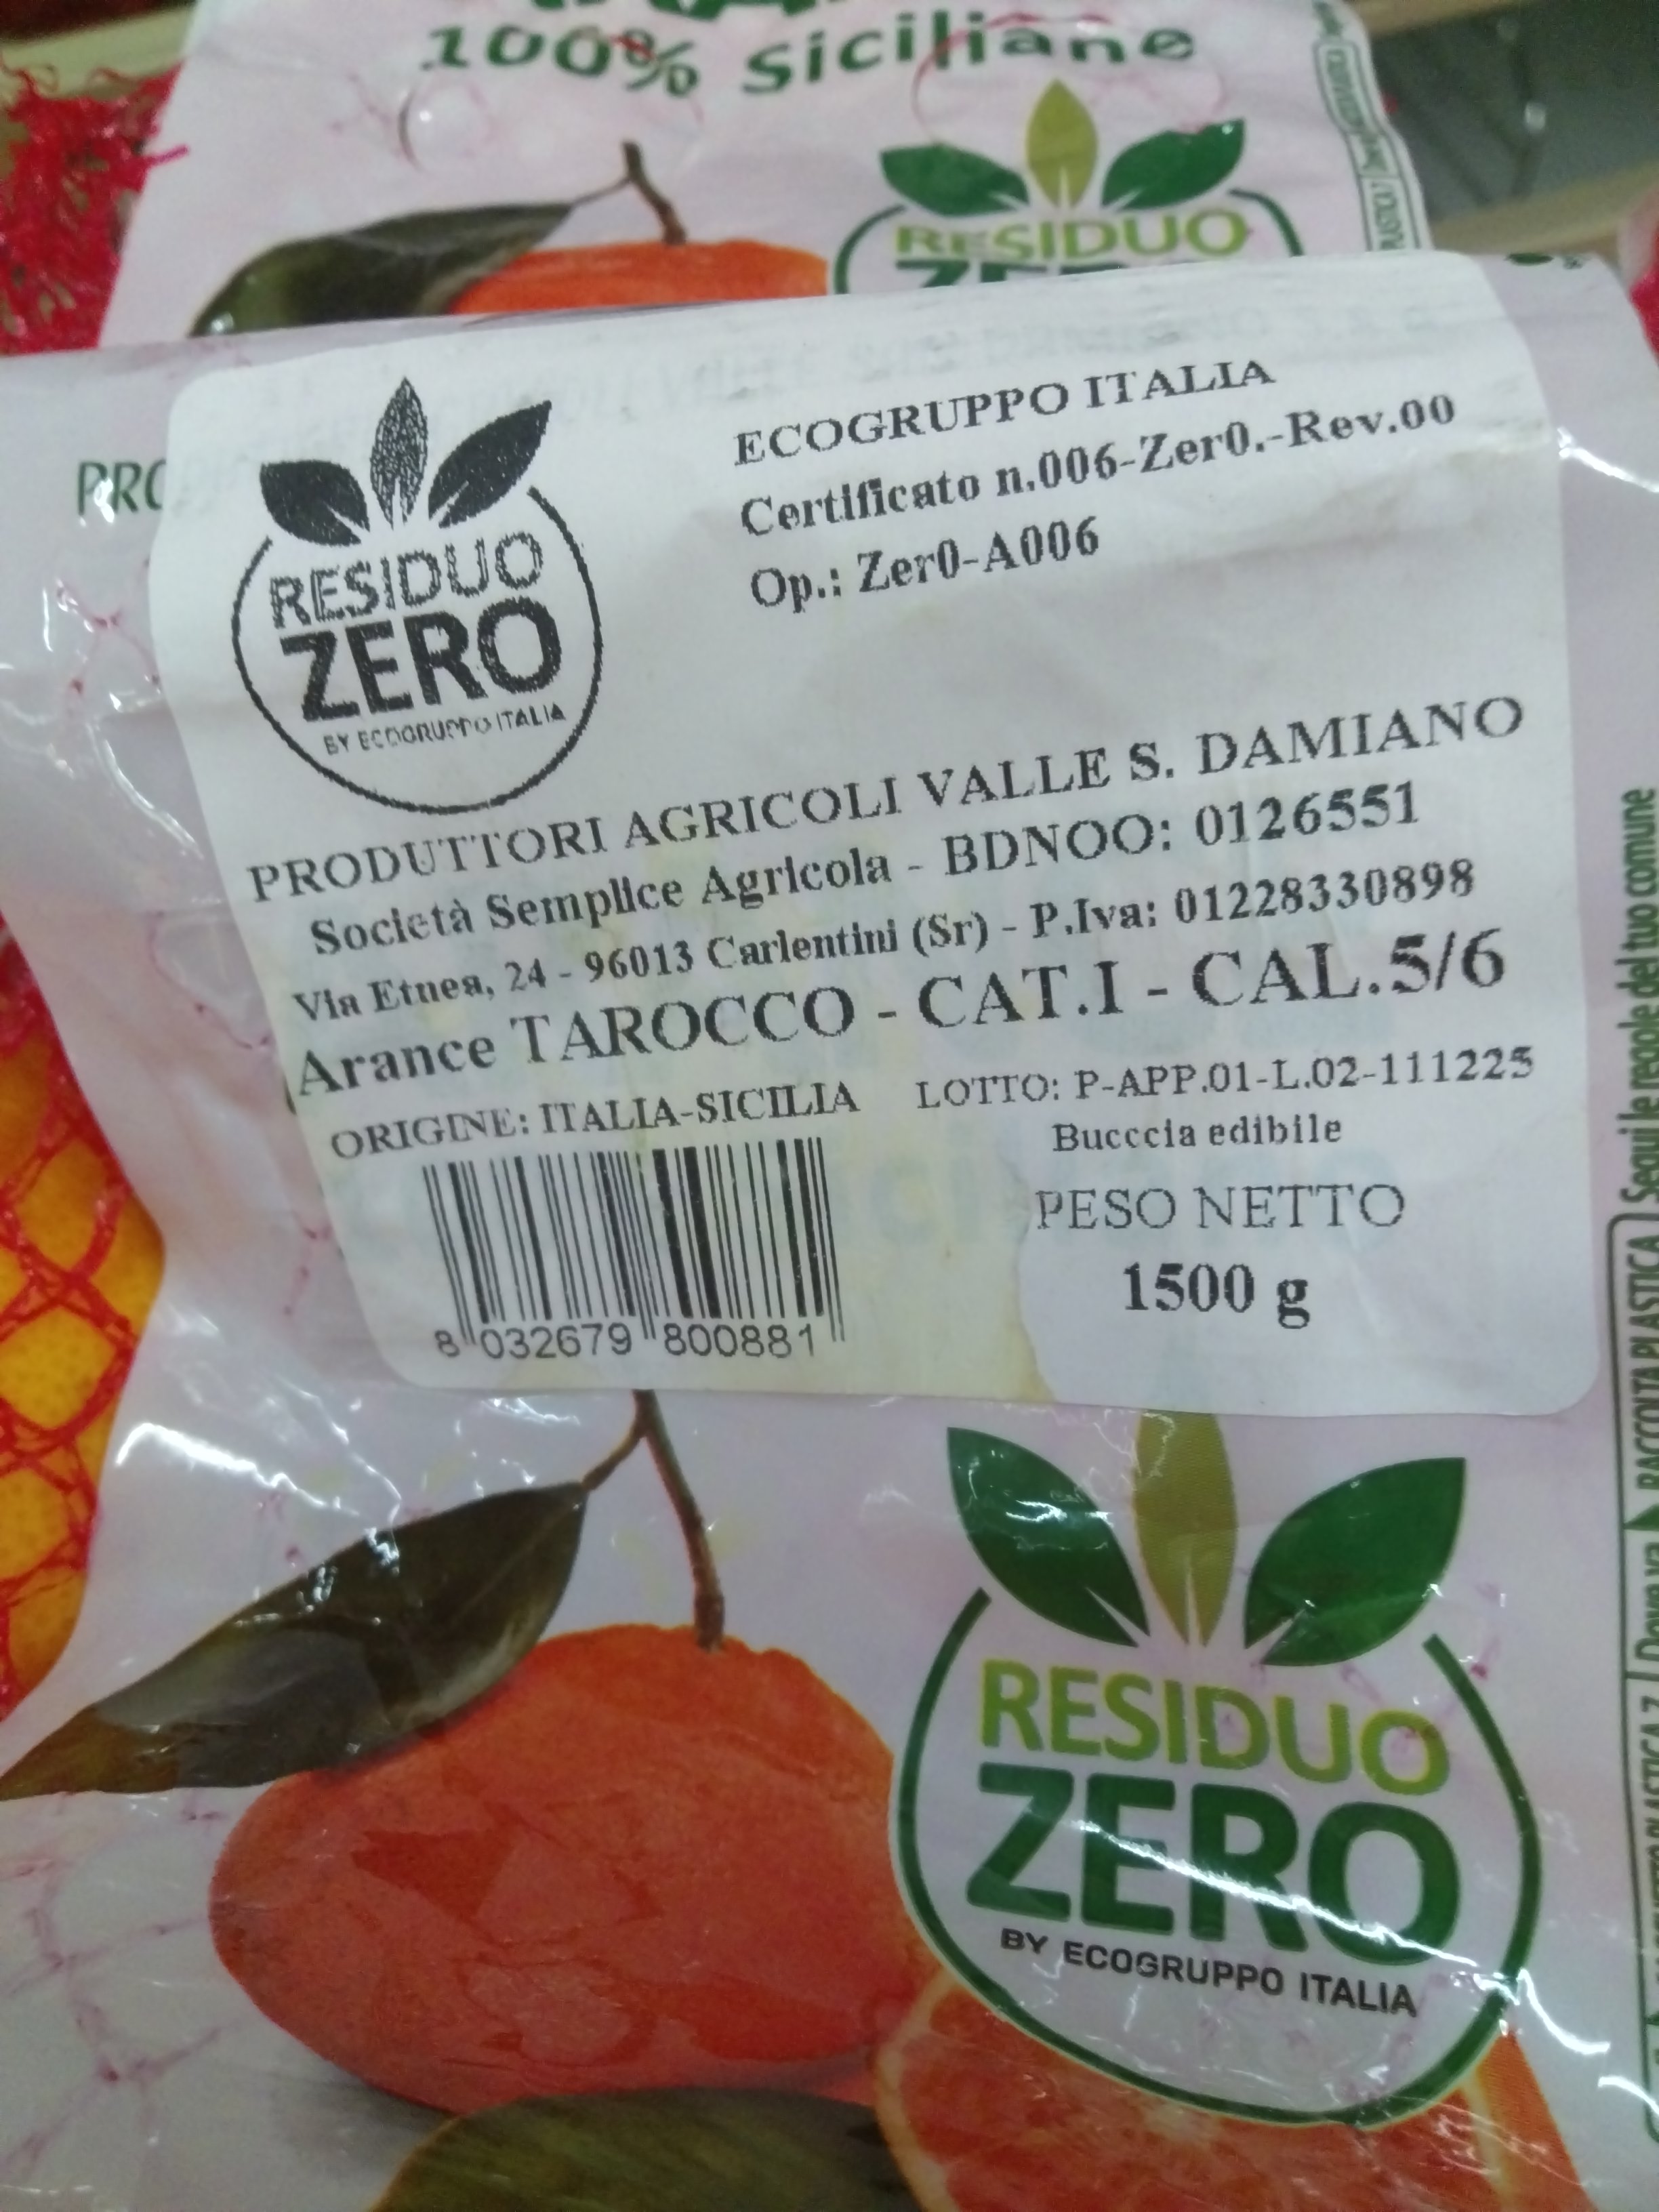 100% Siciliane
RESIDUO
PRO
RESIDUO
ZERO
BY ECOGRUPPO ITALIA
ECOGRUPPO ITALIA
Certificato n.006-Zer0.-Rev.00
Op.: Zer0-A006
PRODUTTORI AGRICOLI VALLE S. DAMIANO
Società Semplice Agricola - BDNOO: 0126551
Via Etnea, 24 - 96013 Carlentini (Sr) - P.Iva: 01228330898
Arance TAROCCO - CAT.I - CAL.5/6
ORIGINE: ITALIA-SICILIA
LOTTO: P-APP.01-L.02-111225
Bucccia edibile
PESO NETTO
1500 g
8 032679 800881
RESIDUO
ZERO
BY ECOGRUPPO ITALIA
RACCOLTA PLASTICA
Segui le regole del tuo comune